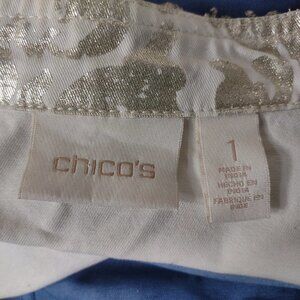 chico's
1
MADE IN
INDIA
HECHO EN
INDIA
FABRIQUE EN
INDE